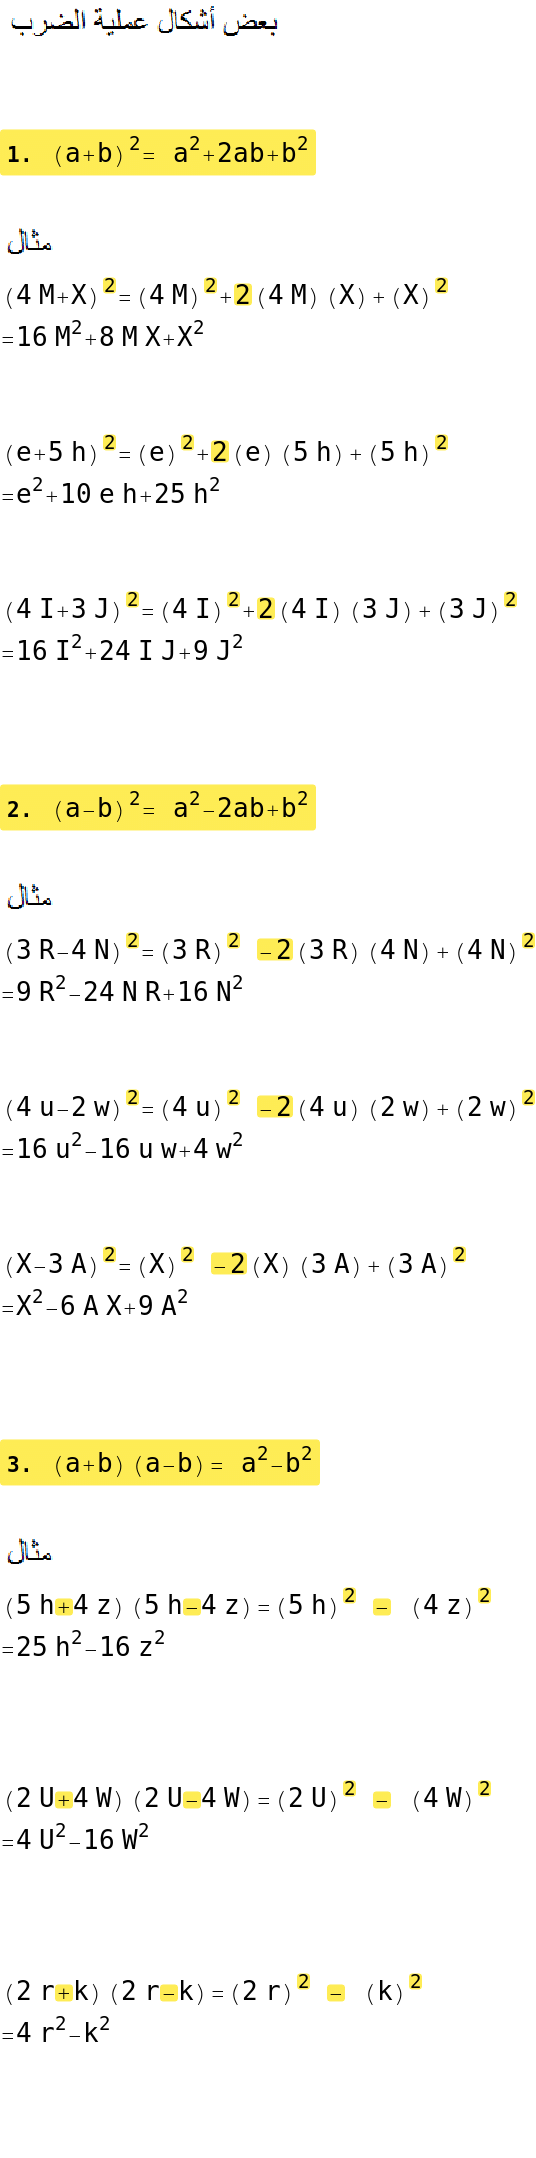 بعض أشكال عملية الضرب
1. (a+b)²= a²+2ab+b²
مثال
(4 M+X)²=(4 M)²+2(4 M) (X)+(X)²
=16 M²+8 M X+X²
(e+5 h)²=(e)²+2(e) (5 h)+(5 h)²
=e²+10 e h+25 h²
(4 I+3 J)²=(4 I)²+2(4 I) (3 J)+(3 J)²
=16 I²+24 I J+9 J²
2. (a−b)²= a²−2ab+b²
مثال
(3 R−4 N)²=(3 R)² −2(3 R) (4 N)+(4 N)²
=9 R²−24 N R+16 N²
(4 u−2 w)²=(4 u)² −2(4 u) (2 w)+(2 w)²
=16 u²−16 u w+4 w²
(X−3 A)²=(X)² −2(X) (3 A)+(3 A)²
=X²−6 A X+9 A²
3. (a+b)(a−b)= a²−b²
مثال
(5 h+4 z)(5 h−4 z)=(5 h)² − (4 z)²
=25 h²−16 z²
(2 U+4 W)(2 U−4 W)=(2 U)² − (4 W)²
=4 U²−16 W²
(2 r+k)(2 r−k)=(2 r)² − (k)²
=4 r²−k²